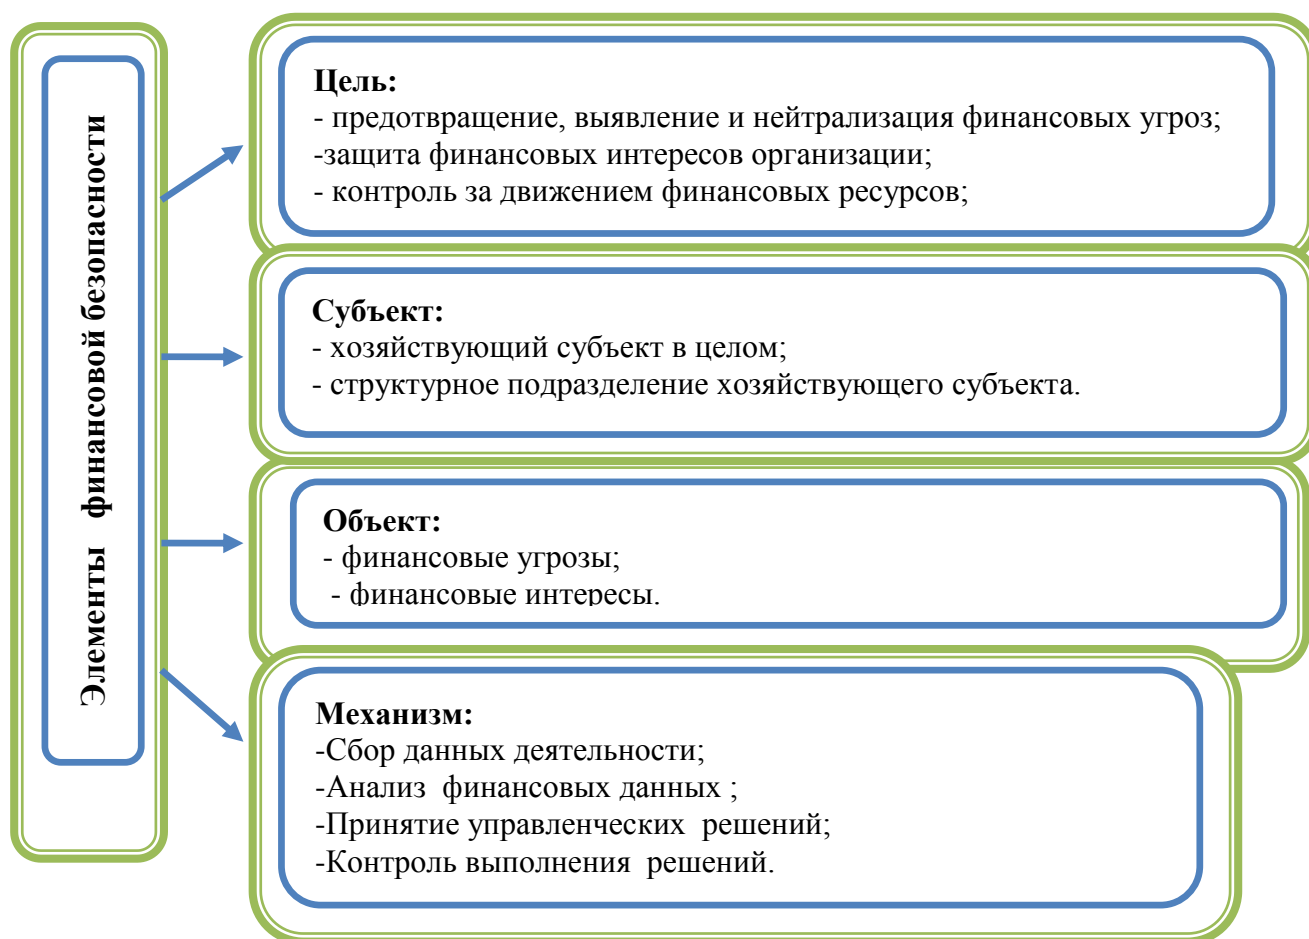 Элементы финансовой безопасности
Цель:
- предотвращение, выявление и нейтрализация финансовых угроз;
-защита финансовых интересов организации;
- контроль за движением финансовых ресурсов;
Субъект:
- хозяйствующий субъект в целом;
- структурное подразделение хозяйствующего субъекта.
Объект:
- финансовые угрозы;
- финансовые интересы.
Механизм:
-Сбор данных деятельности;
-Анализ  финансовых данных ;
-Принятие управленческих  решений;
-Контроль выполнения  решений.